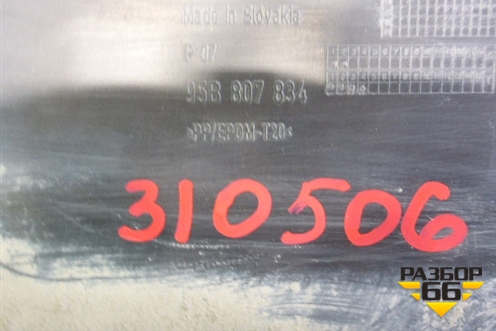 Made in Slovakia
P 07
95B 807 834
>PP/EPDM-T20<
310506
РАЗБОР
66